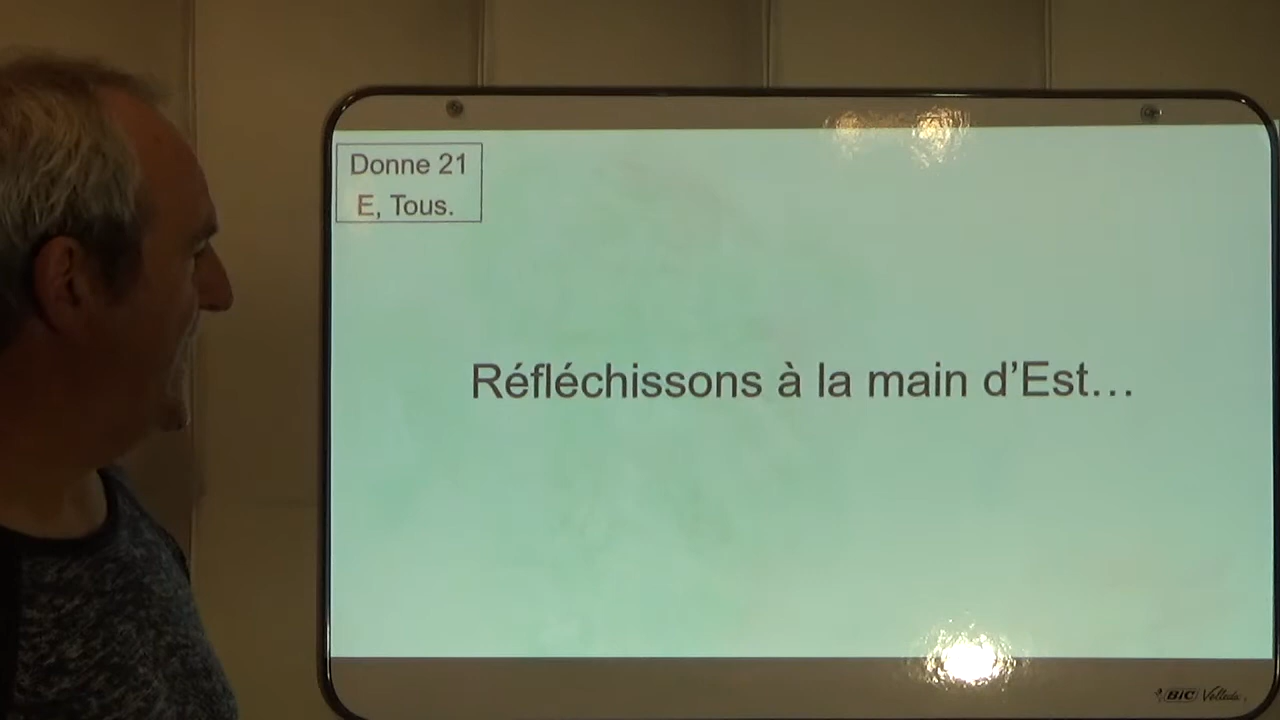 Donne 21
E, Tous.
Réfléchissons à la main d’Est…
BIC Velleda